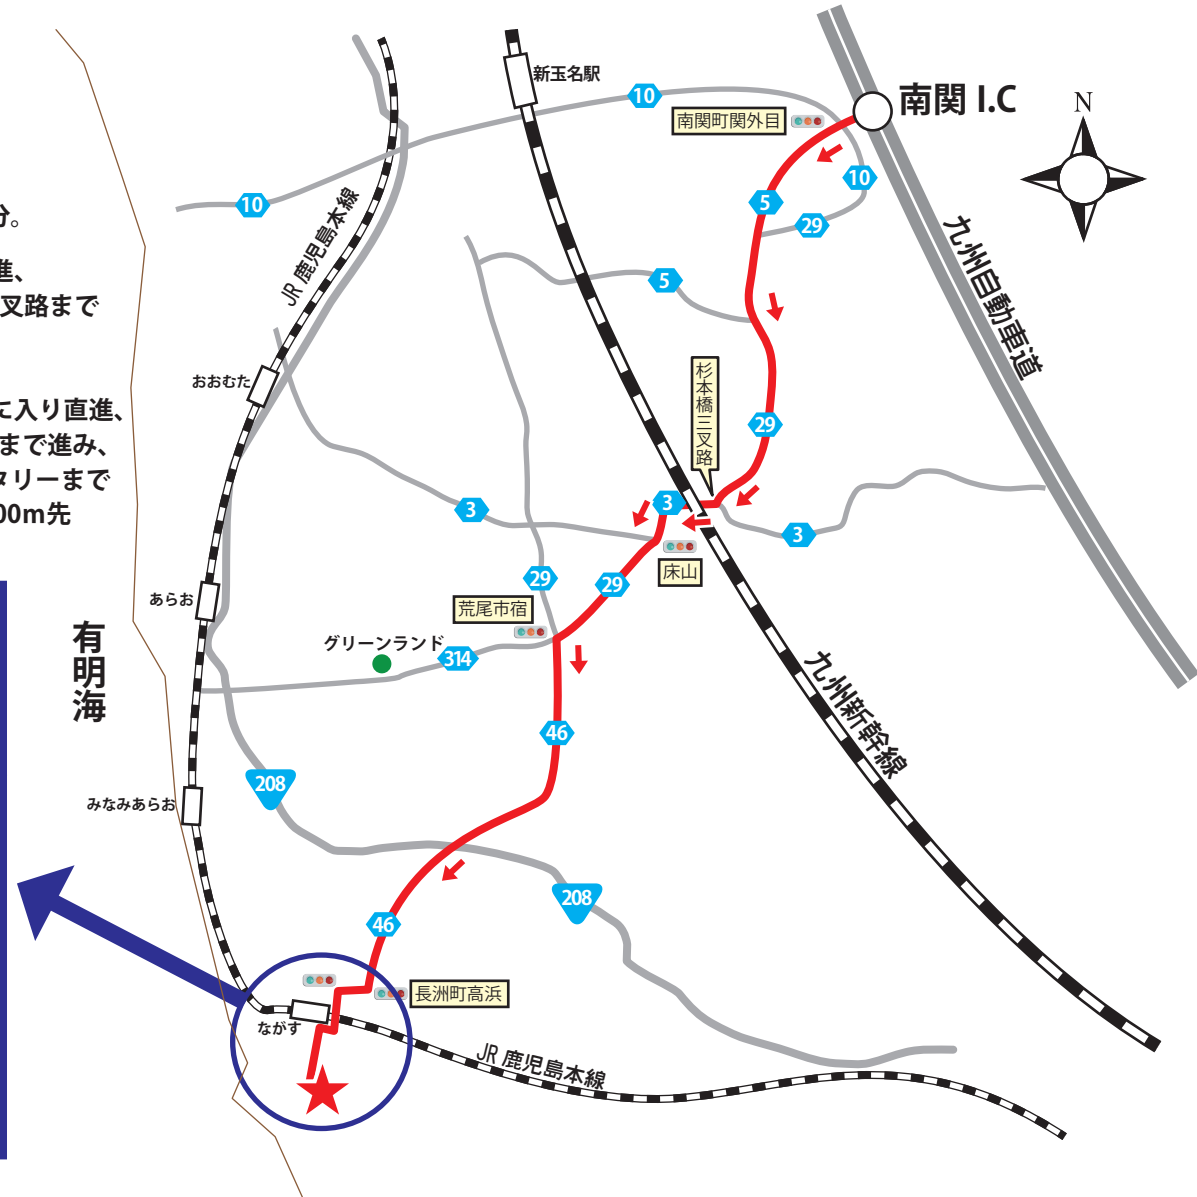 分。
進、
叉路まで
に入り直進、
まで進み、
タリーまで
00m先
新玉名駅
10
南関町関外目
南関 I.C
N
10
10
5
29
JR 鹿児島本線
九州自動車道
5
おおむた
杉本橋三叉路
29
3
3
3
床山
あらお
29
29
荒尾市宿
有明海
グリーンランド
314
九州新幹線
46
208
みなみあらお
208
46
長洲町高浜
ながす
JR 鹿児島本線